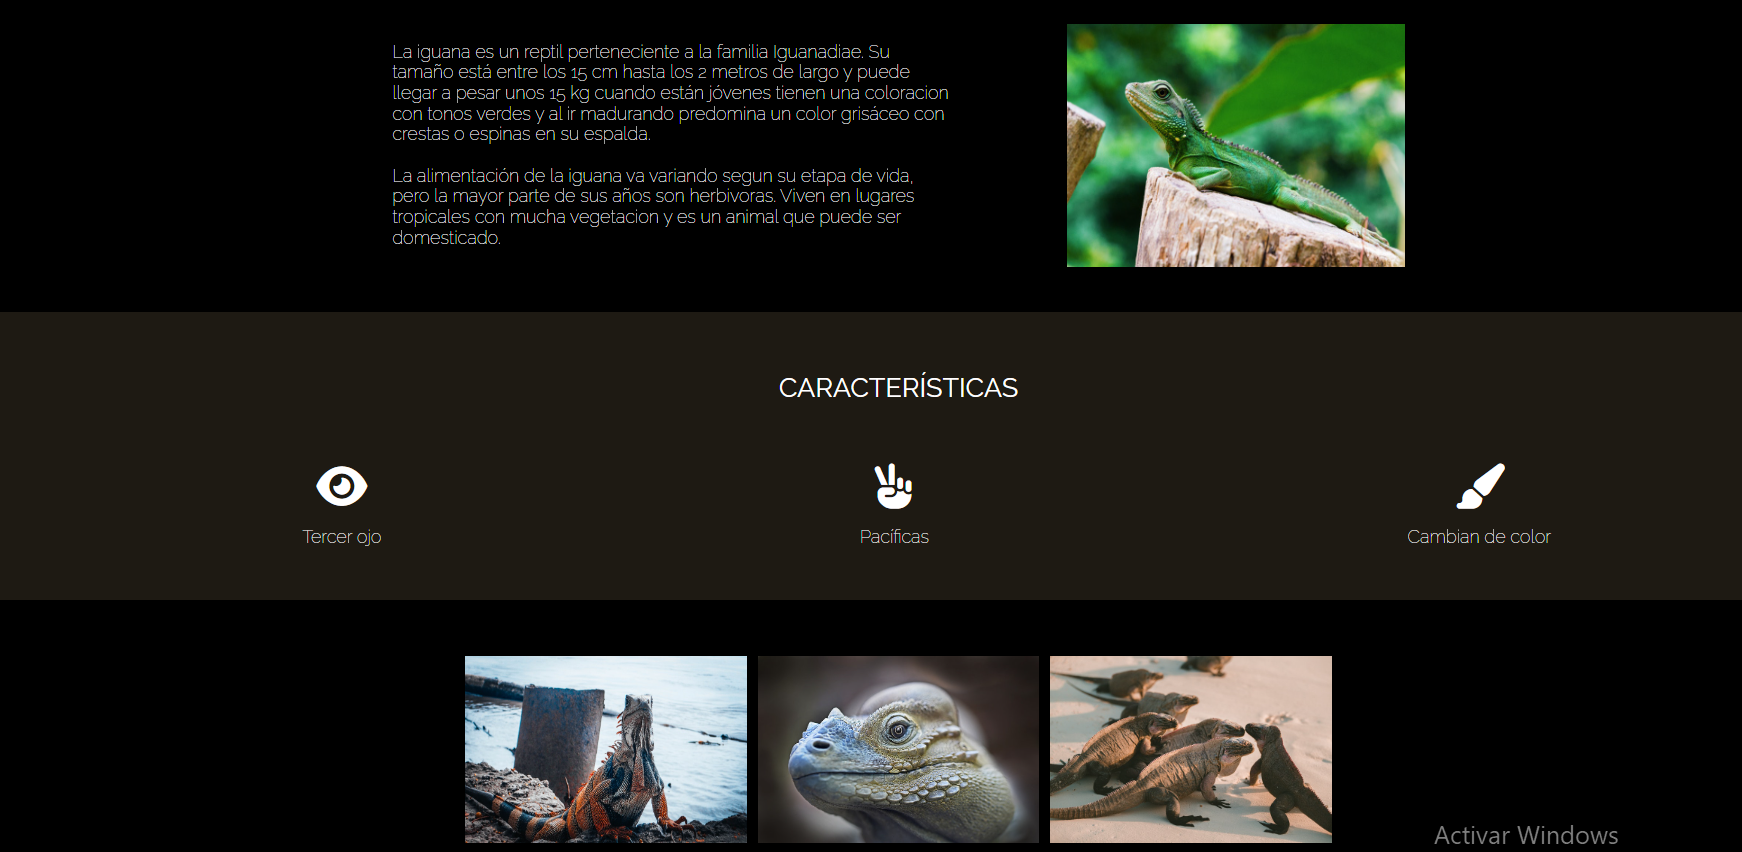 La iguana es un reptil perteneciente a la familia Iguanadiae. Su
tamaño está entre los 15 cm hasta los 2 metros de largo y puede
llegar a pesar unos 15 kg cuando están jóvenes tienen una coloracion
con tonos verdes y al ir madurando predomina un color grisáceo con
crestas o espinas en su espalda.
La alimentación de la iguana va variando segun su etapa de vida,
pero la mayor parte de sus años son herbivoras. Viven en lugares
tropicales con mucha vegetacion y es un animal que puede ser
domesticado.
CARACTERÍSTICAS
Tercer ojo
Pacíficas
Cambian de color
Activar Windows